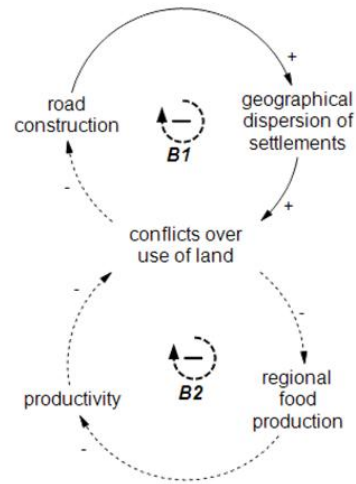 +
road
construction
geographical
dispersion of
settlements
B1
-
+
conflicts over
use of land
-
-
B2
productivity
regional
food
production
-